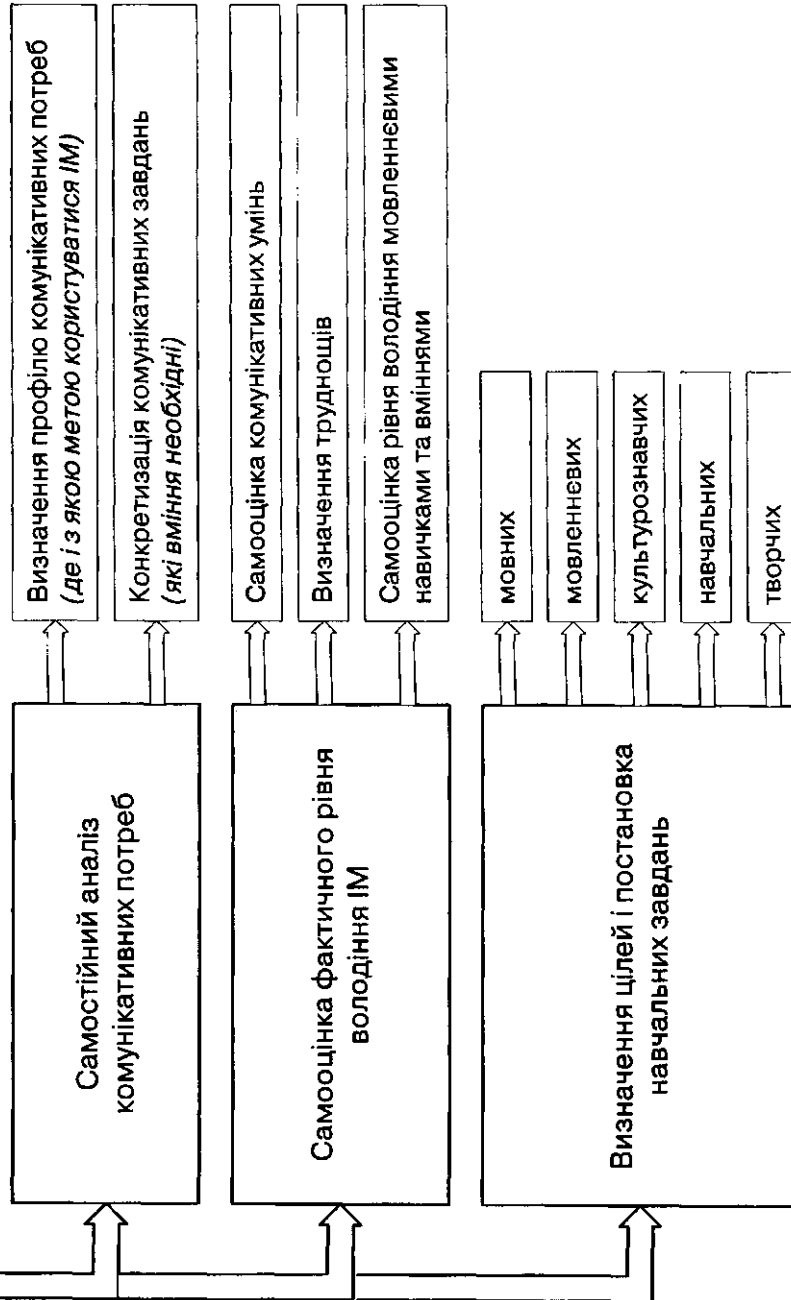 Самостійний аналіз
комунікативних потреб
Визначення профілю комунікативних потреб
(де і з якою метою користуватися ІМ)
Конкретизація комунікативних завдань
(які вміння необхідні)
Самооцінка фактичного рівня
володіння ІМ
Самооцінка комунікативних умінь
Визначення труднощів
Самооцінка рівня володіння мовленнєвими
навичками та вміннями
Визначення цілей і постановка
навчальних завдань
мовних
мовленнєвих
культурознавчих
навчальних
творчих